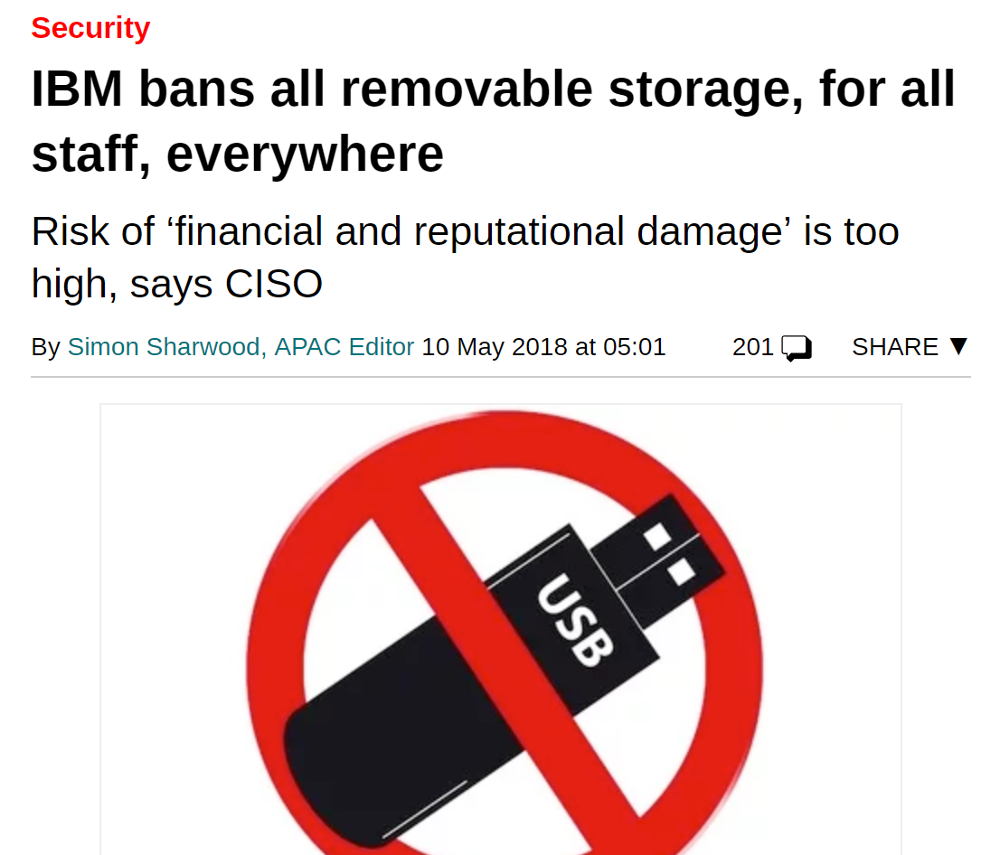 Security
IBM bans all removable storage, for all
staff, everywhere
Risk of ‘financial and reputational damage’ is too
high, says CISO
By Simon Sharwood, APAC Editor 10 May 2018 at 05:01 201 SHARE ▼
USB